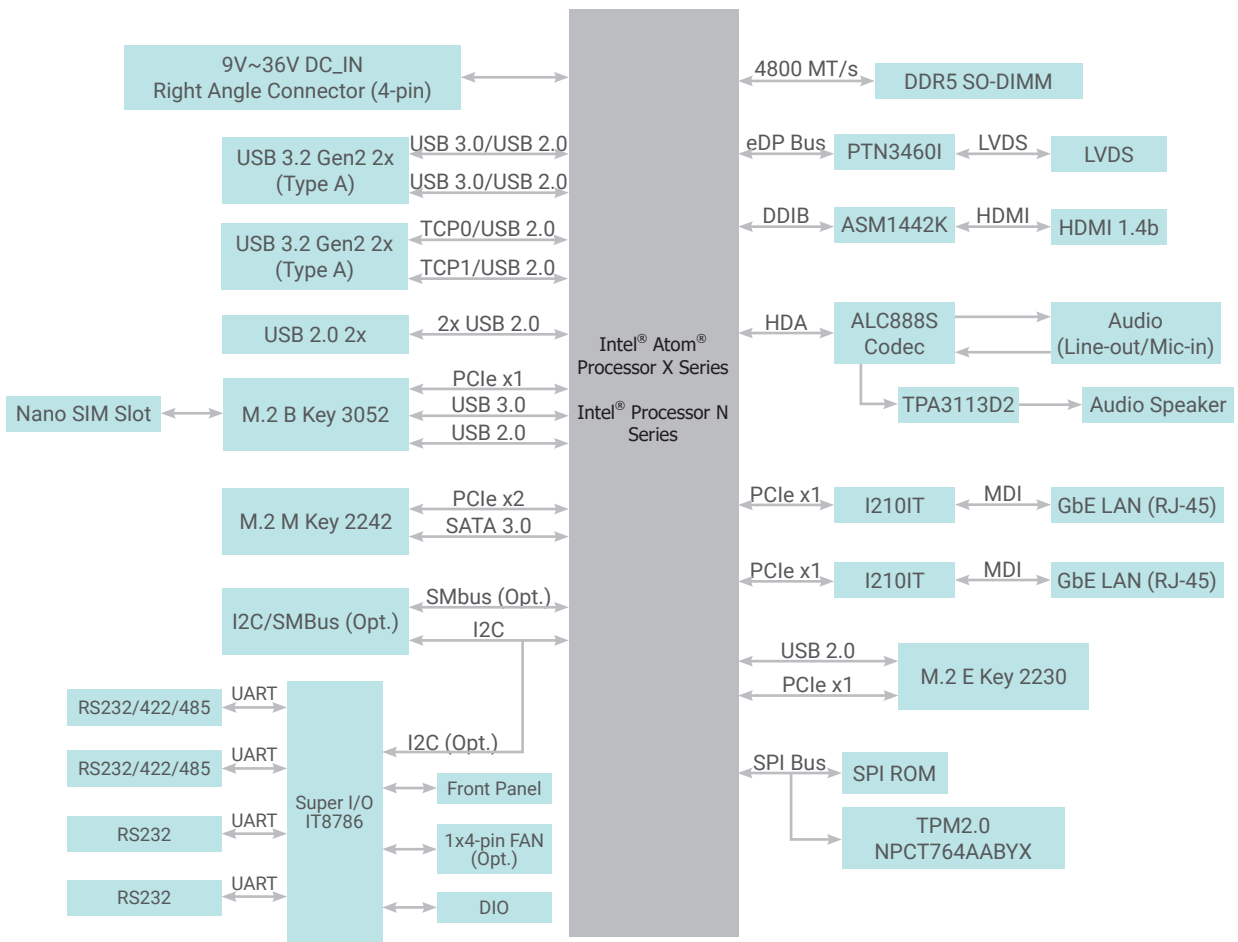 9V~36V DC_IN
Right Angle Connector (4-pin)
USB 3.2 Gen2 2x
(Type A)
USB 3.0/USB 2.0
USB 3.0/USB 2.0
USB 3.2 Gen2 2x
(Type A)
TCP0/USB 2.0
TCP1/USB 2.0
USB 2.0 2x
2x USB 2.0
Nano SIM Slot
M.2 B Key 3052
PCIe x1
USB 3.0
USB 2.0
M.2 M Key 2242
PCIe x2
SATA 3.0
I2C/SMBus (Opt.)
SMbus (Opt.)
I2C
RS232/422/485
UART
RS232/422/485
UART
RS232
UART
RS232
UART
Super I/O
IT8786
I2C (Opt.)
Front Panel
1x4-pin FAN
(Opt.)
DIO
Intel® Atom®
Processor X Series
Intel® Processor N
Series
4800 MT/s
DDR5 SO-DIMM
eDP Bus
PTN3460I
LVDS
LVDS
DDIB
ASM1442K
HDMI
HDMI 1.4b
HDA
ALC888S
Codec
Audio
(Line-out/Mic-in)
TPA3113D2
Audio Speaker
PCIe x1
I210IT
MDI
GbE LAN (RJ-45)
PCIe x1
I210IT
MDI
GbE LAN (RJ-45)
USB 2.0
PCIe x1
M.2 E Key 2230
SPI Bus
SPI ROM
TPM2.0
NPCT764AABYX